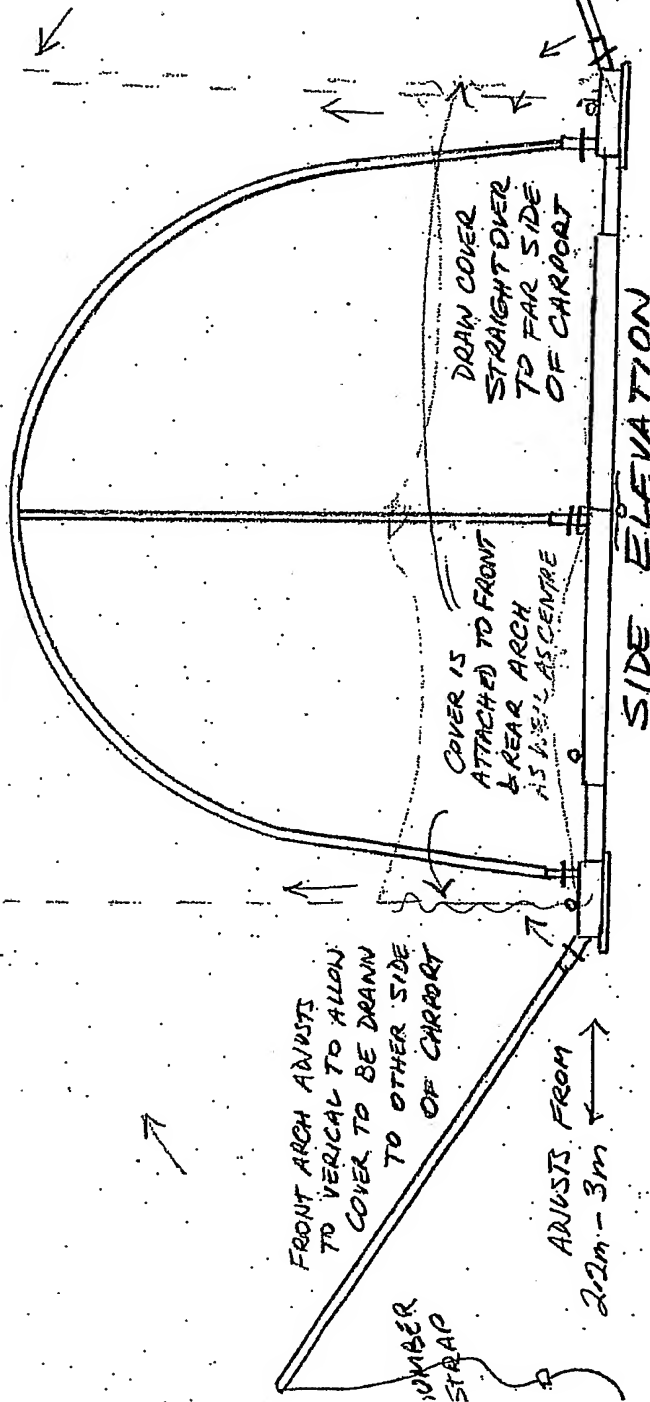 FRONT ARCH ADJUSTS
TO VERICAL TO ALLOW
COVER TO BE DRAWN
TO OTHER SIDE
OF CARPORT
COVER IS
ATTACHED TO FRONT
& REAR ARCH
AS WELL AS CENTRE
DRAW COVER
STRAIGHT OVER
TO FAR SIDE
OF CARPORT
ADJUSTS FROM
2.2m - 3m
STRAP
SIDE ELEVATION